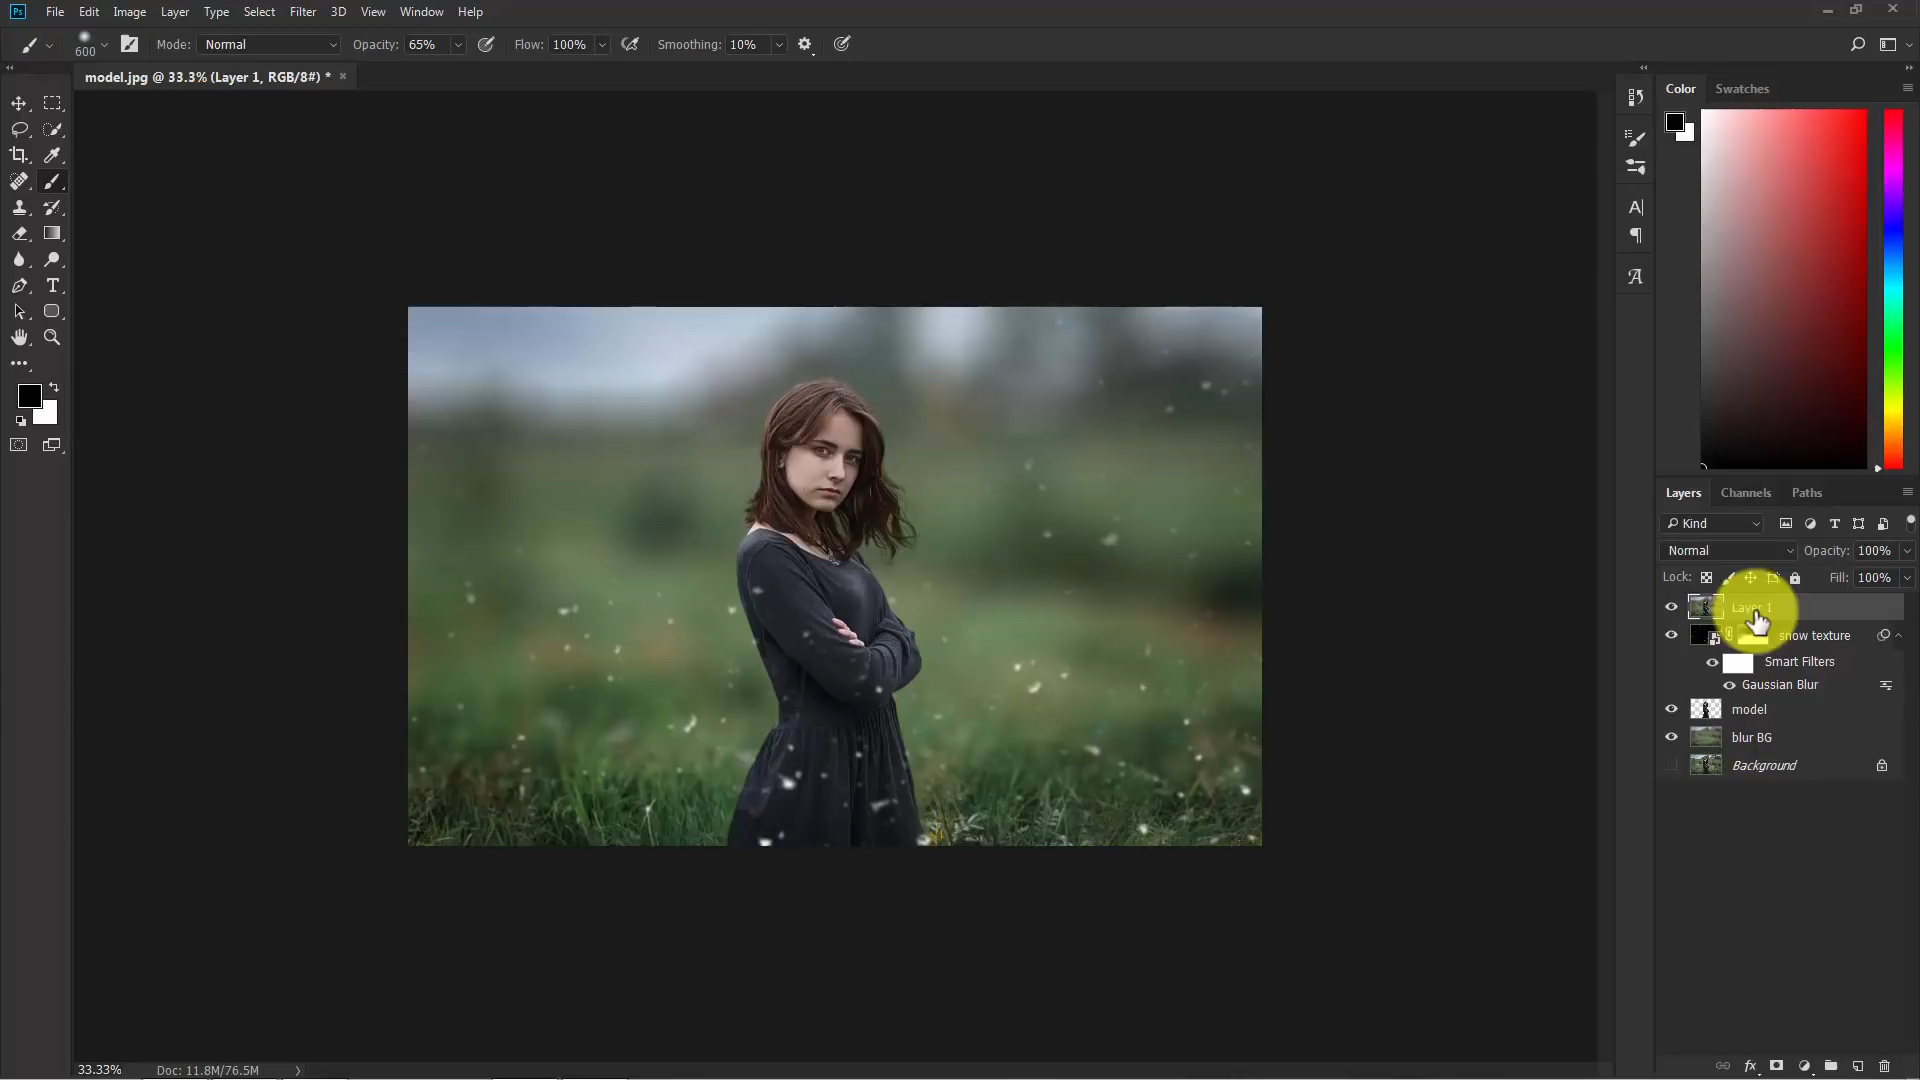 Ps File Edit Image Layer Type Select Filter 3D View Window Help
600 Mode: Normal Opacity: 65% Flow: 100% Smoothing: 10%
model.jpg @ 33.3% (Layer 1, RGB/8#) *
Color Swatches
Layers Channels Paths
Kind
Normal Opacity: 100%
Lock: Fill: 100%
Layer 1
snow texture
Smart Filters
Gaussian Blur
model
blur BG
Background
33.33% Doc: 11.8M/76.5M